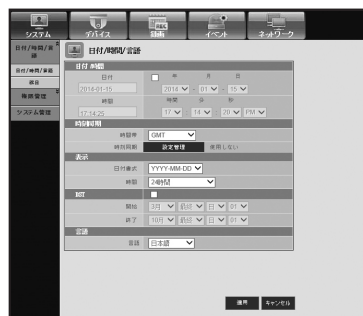 システム デバイス 録画 イベント ネットワーク
日付/時間/言語
日付/時間/言語
日付/時間/言語
権限管理
システム管理
日付/時間
日付 年 月 日
2014-01-15 2014 - 01 - 15
時間 時間 分 秒
17:14:25 17 : 14 : 20 PM
時刻同期
時間帯 GMT
時刻同期 設定管理 使用しない
表示
日付書式 YYYY-MM-DD
時間 24時間
DST
開始 3月 最終 日 01
終了 10月 最終 日 01
言語
言語 日本語
適用 キャンセル